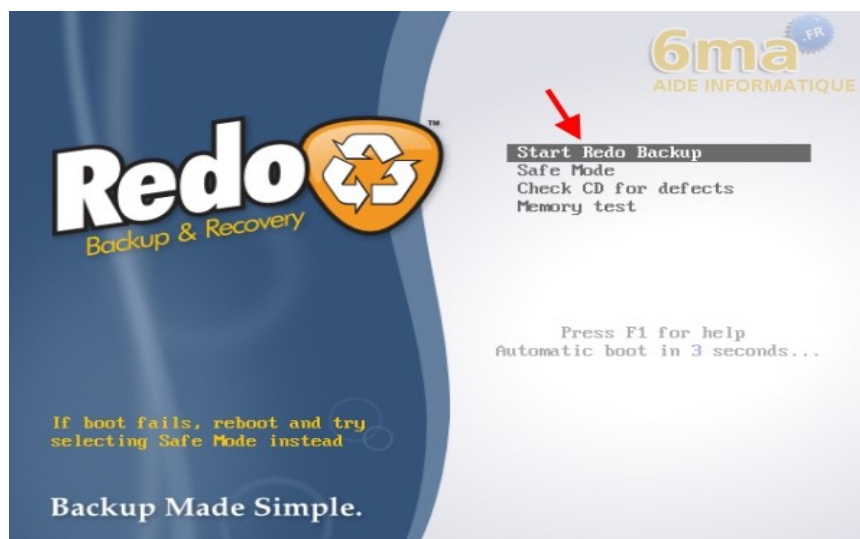 6ma
.FR
AIDE INFORMATIQUE
Redo
TM
Backup & Recovery
Start Redo Backup
Safe Mode
Check CD for defects
Memory test
Press F1 for help
Automatic boot in 3 seconds...
If boot fails, reboot and try
selecting Safe Mode instead
Backup Made Simple.